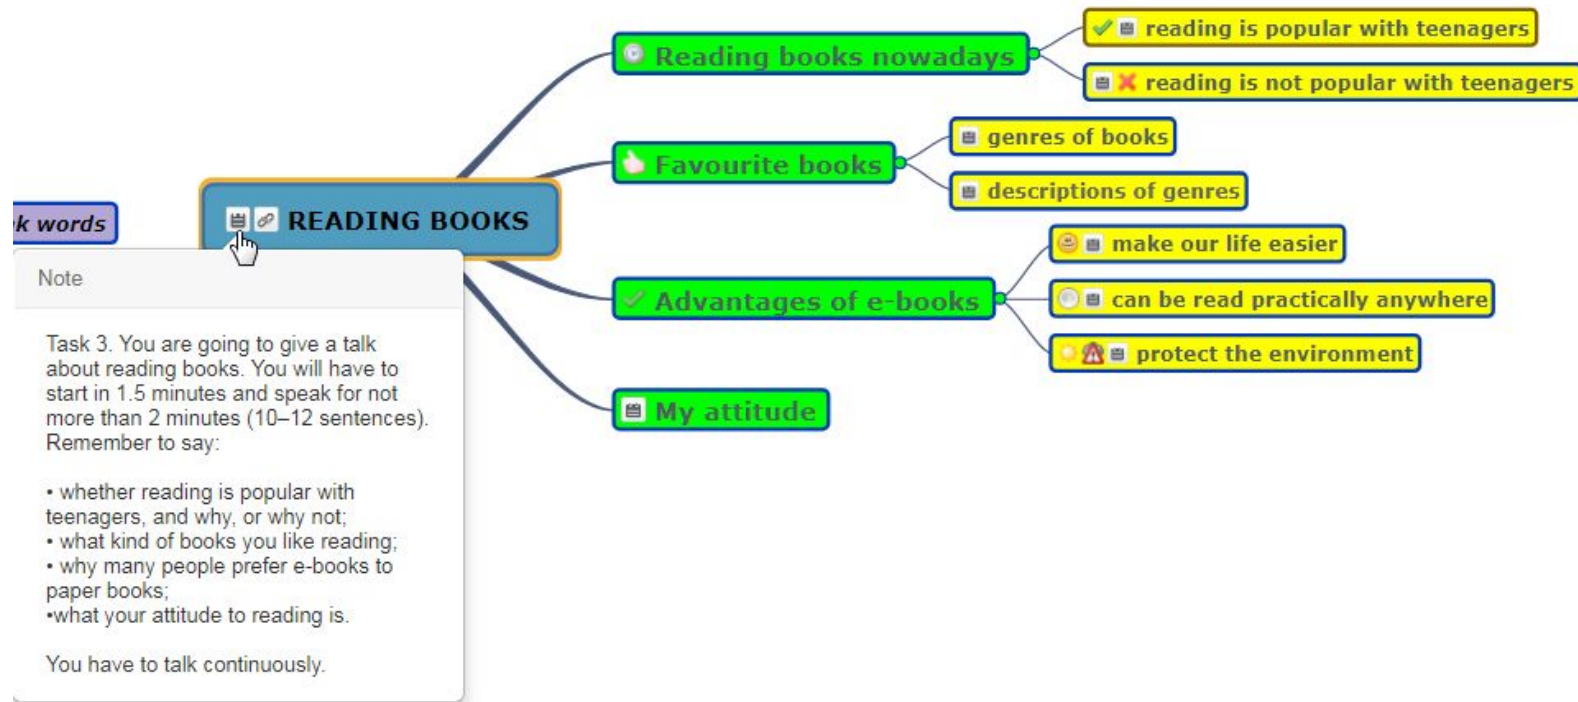 Reading books nowadays
reading is popular with teenagers
reading is not popular with teenagers
Favourite books
genres of books
descriptions of genres
READING BOOKS
words
Advantages of e-books
make our life easier
can be read practically anywhere
protect the environment
My attitude
Note
Task 3. You are going to give a talk
about reading books. You will have to
start in 1.5 minutes and speak for not
more than 2 minutes (10–12 sentences).
Remember to say:
• whether reading is popular with
teenagers, and why, or why not;
• what kind of books you like reading;
• why many people prefer e-books to
paper books;
•what your attitude to reading is.
You have to talk continuously.